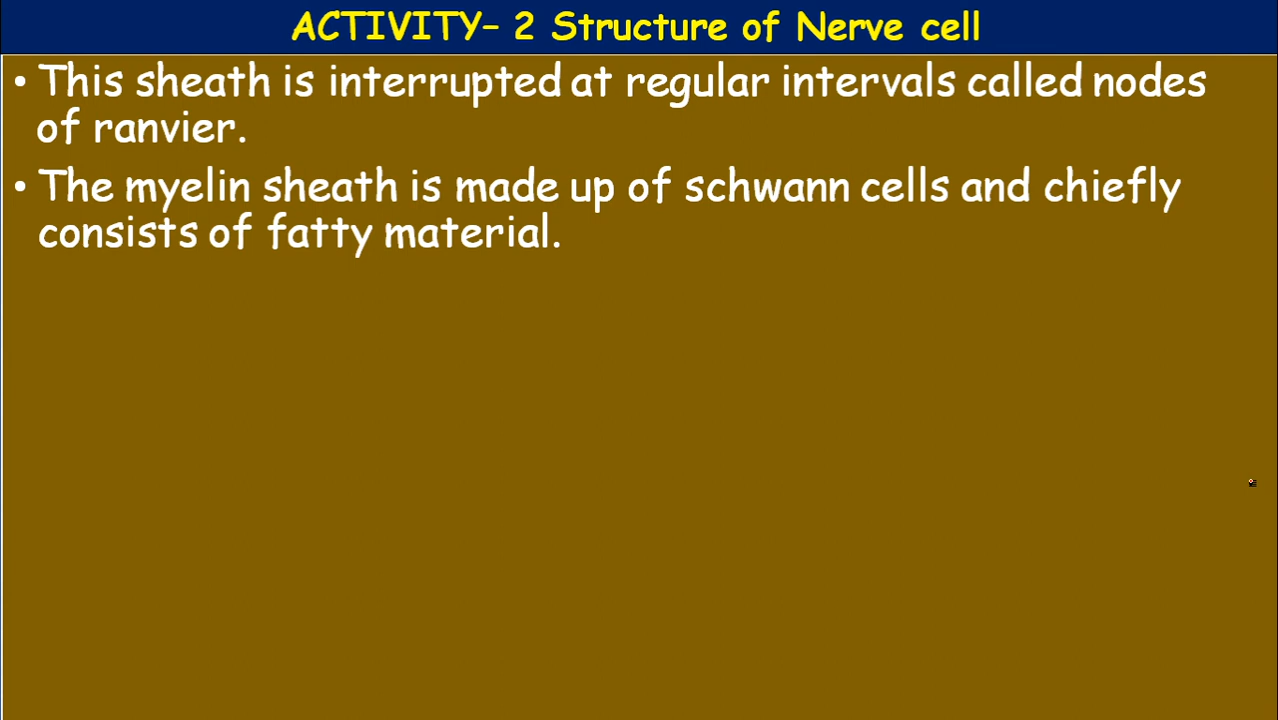 ACTIVITY– 2 Structure of Nerve cell
• This sheath is interrupted at regular intervals called nodes
of ranvier.
• The myelin sheath is made up of schwann cells and chiefly
consists of fatty material.